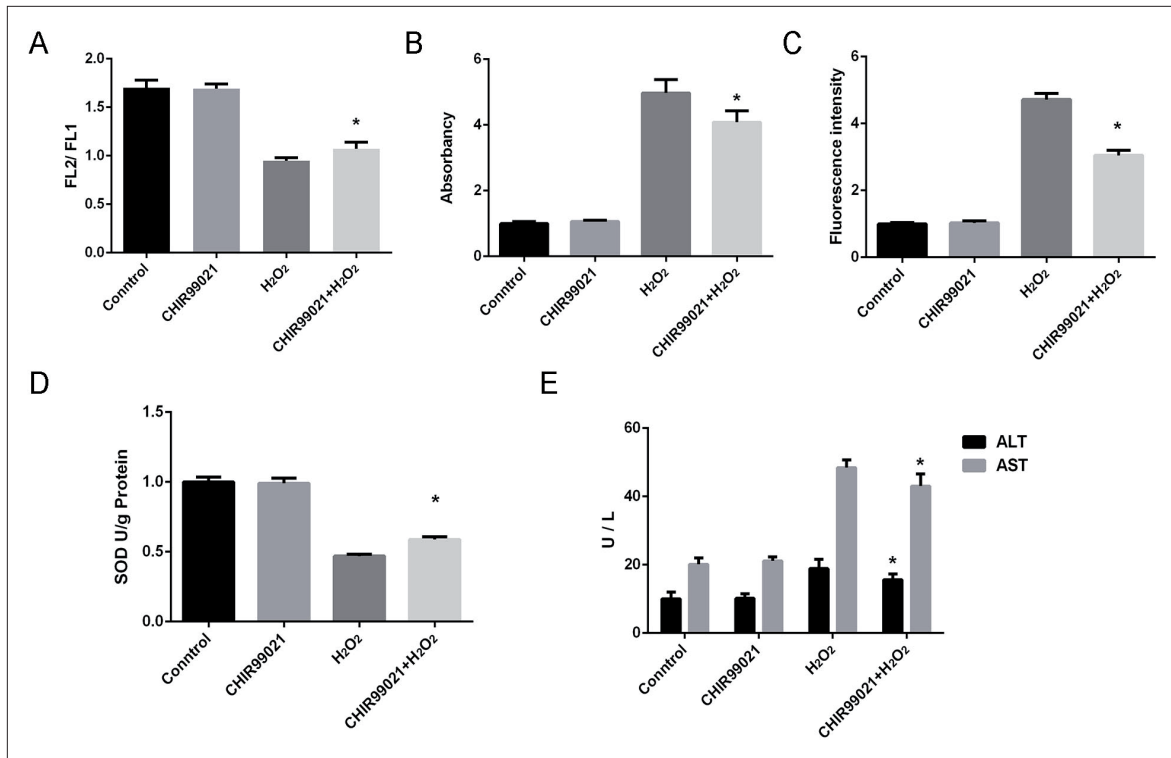 A
FL2/ FL1
2.0
1.5
1.0
0.5
0.0
*
Conntrol
CHIR99021
H₂O₂
CHIR99021+H₂O₂
B
Absorbancy
6
4
2
0
*
Conntrol
CHIR99021
H₂O₂
CHIR99021+H₂O₂
C
Fluorescence intensity
6
4
2
0
*
Conntrol
CHIR99021
H₂O₂
CHIR99021+H₂O₂
D
SOD U/g Protein
1.5
1.0
0.5
0.0
*
Conntrol
CHIR99021
H₂O₂
CHIR99021+H₂O₂
E
U / L
60
40
20
0
*
*
ALT
AST
Conntrol
CHIR99021
H₂O₂
CHIR99021+H₂O₂